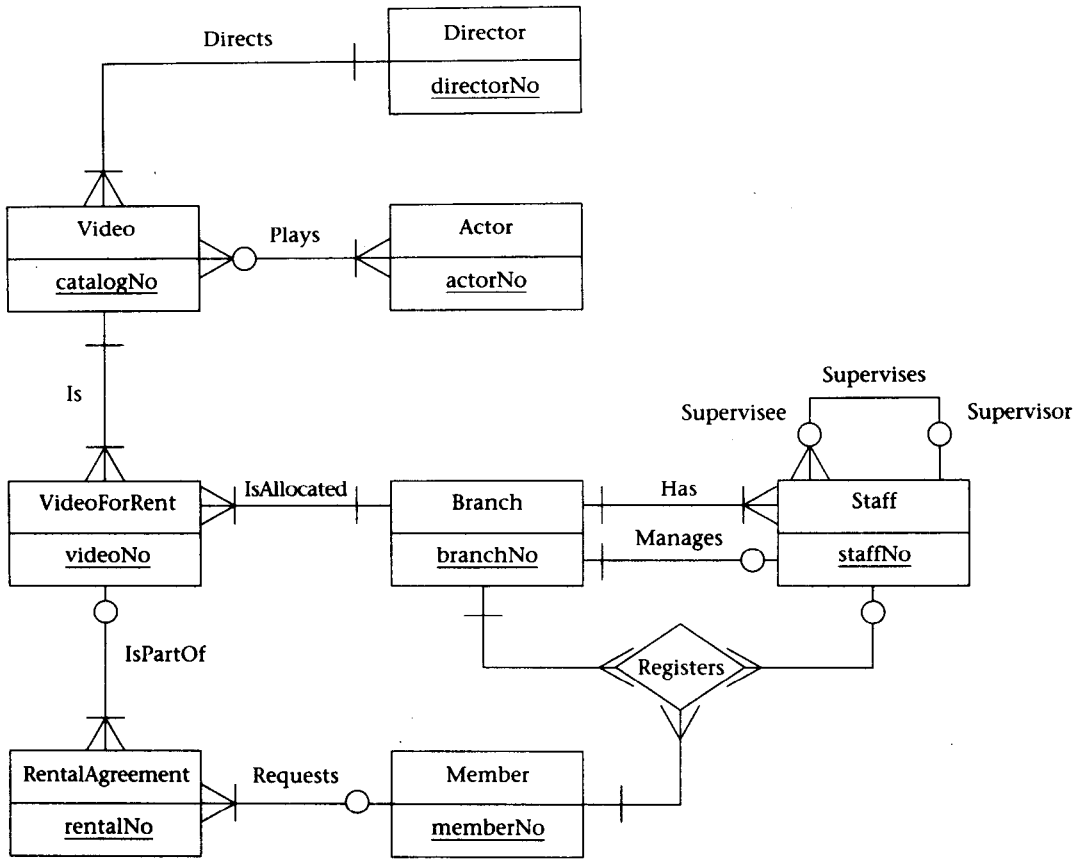 Directs
Director
directorNo
Video
catalogNo
Plays
Actor
actorNo
Is
Supervises
Supervisee
Supervisor
VideoForRent
videoNo
IsAllocated
Branch
branchNo
Has
Manages
Staff
staffNo
IsPartOf
Registers
RentalAgreement
rentalNo
Requests
Member
memberNo